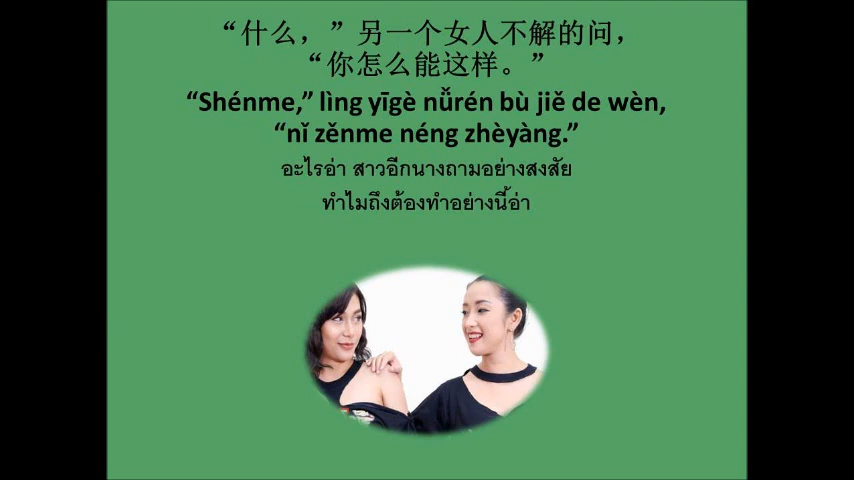 “什么，”另一个女人不解的问，
“你怎么能这样。”
“Shénme,” lìng yīgè nǚrén bù jiě de wèn,
“nǐ zěnme néng zhèyàng.”
อะไรอ่า สาวอีกนางถามอย่างสงสัย
ทำไมถึงต้องทำอย่างนี้อ่า